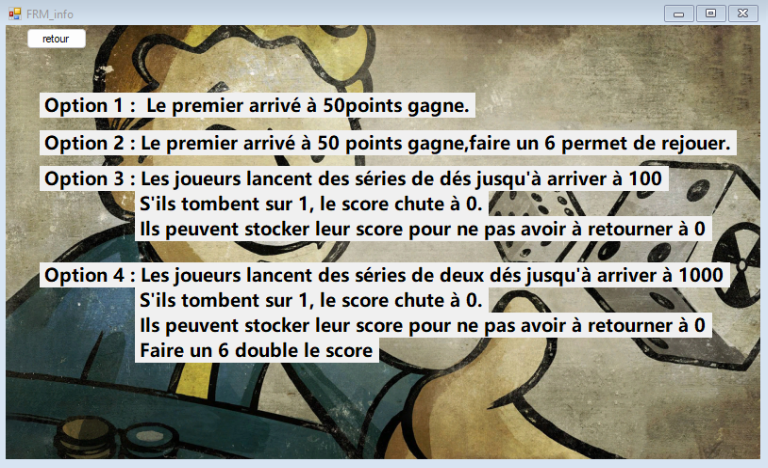 FRM_info
retour
Option 1 :  Le premier arrivé à 50points gagne.
Option 2 : Le premier arrivé à 50 points gagne,faire un 6 permet de rejouer.
Option 3 : Les joueurs lancent des séries de dés jusqu'à arriver à 100
S'ils tombent sur 1, le score chute à 0.
Ils peuvent stocker leur score pour ne pas avoir à retourner à 0
Option 4 : Les joueurs lancent des séries de deux dés jusqu'à arriver à 1000
S'ils tombent sur 1, le score chute à 0.
Ils peuvent stocker leur score pour ne pas avoir à retourner à 0
Faire un 6 double le score